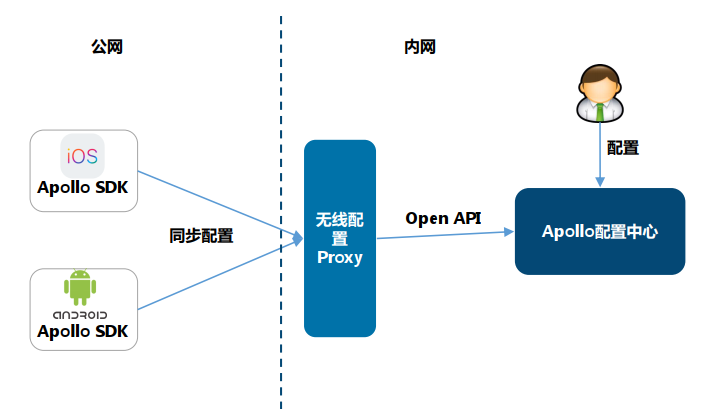 公网
内网
iOS
Apollo SDK
同步配置
ANDROID
Apollo SDK
无线配
置
Proxy
Open API
配置
Apollo配置中心